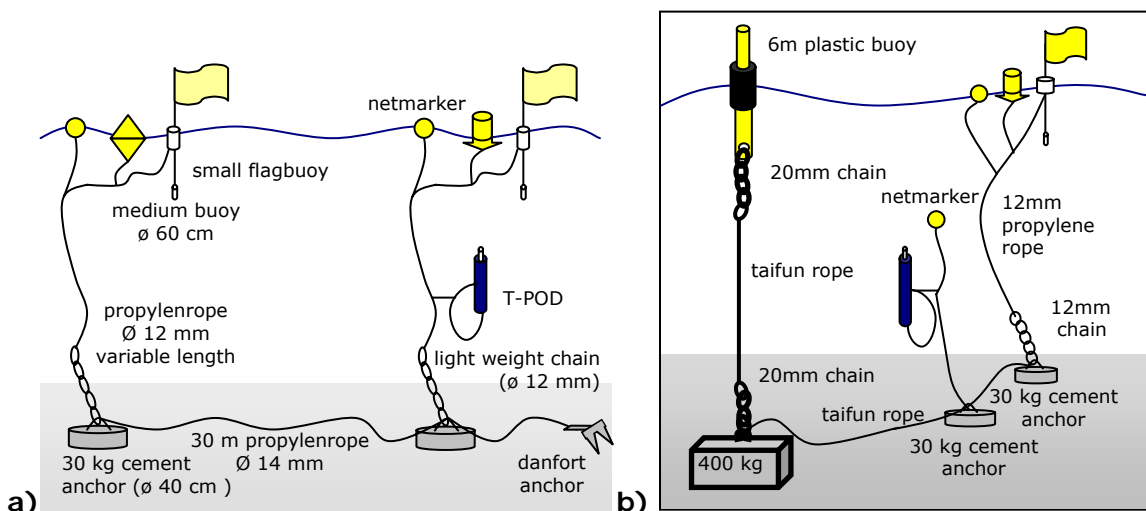 netmarker
small flagbuoy
medium buoy
ø 60 cm
T-POD
propylenrope
Ø 12 mm
variable length
light weight chain
(ø 12 mm)
30 m propylenrope
Ø 14 mm
30 kg cement
anchor (ø 40 cm )
danfort
anchor
a)
6m plastic buoy
20mm chain
netmarker
12mm
propylene
rope
taifun rope
12mm
chain
20mm chain
30 kg cement
anchor
taifun rope
30 kg cement
anchor
400 kg
b)